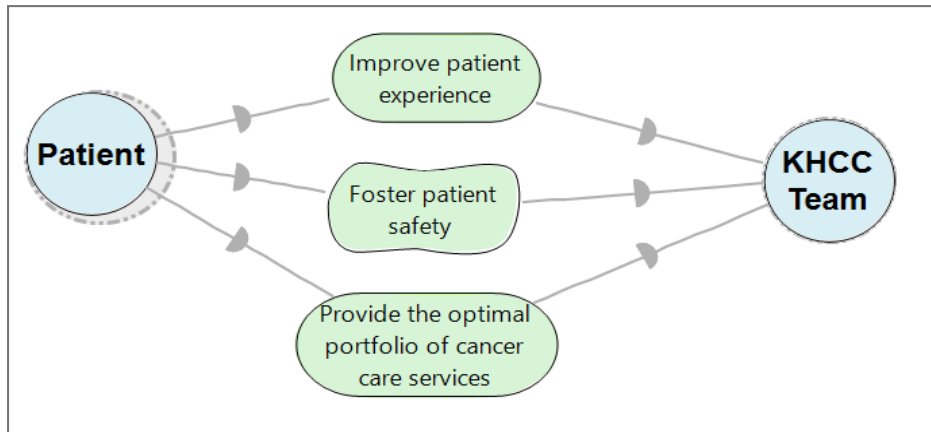 Improve patient
experience
Patient
KHCC
Team
Foster patient
safety
Provide the optimal
portfolio of cancer
care services